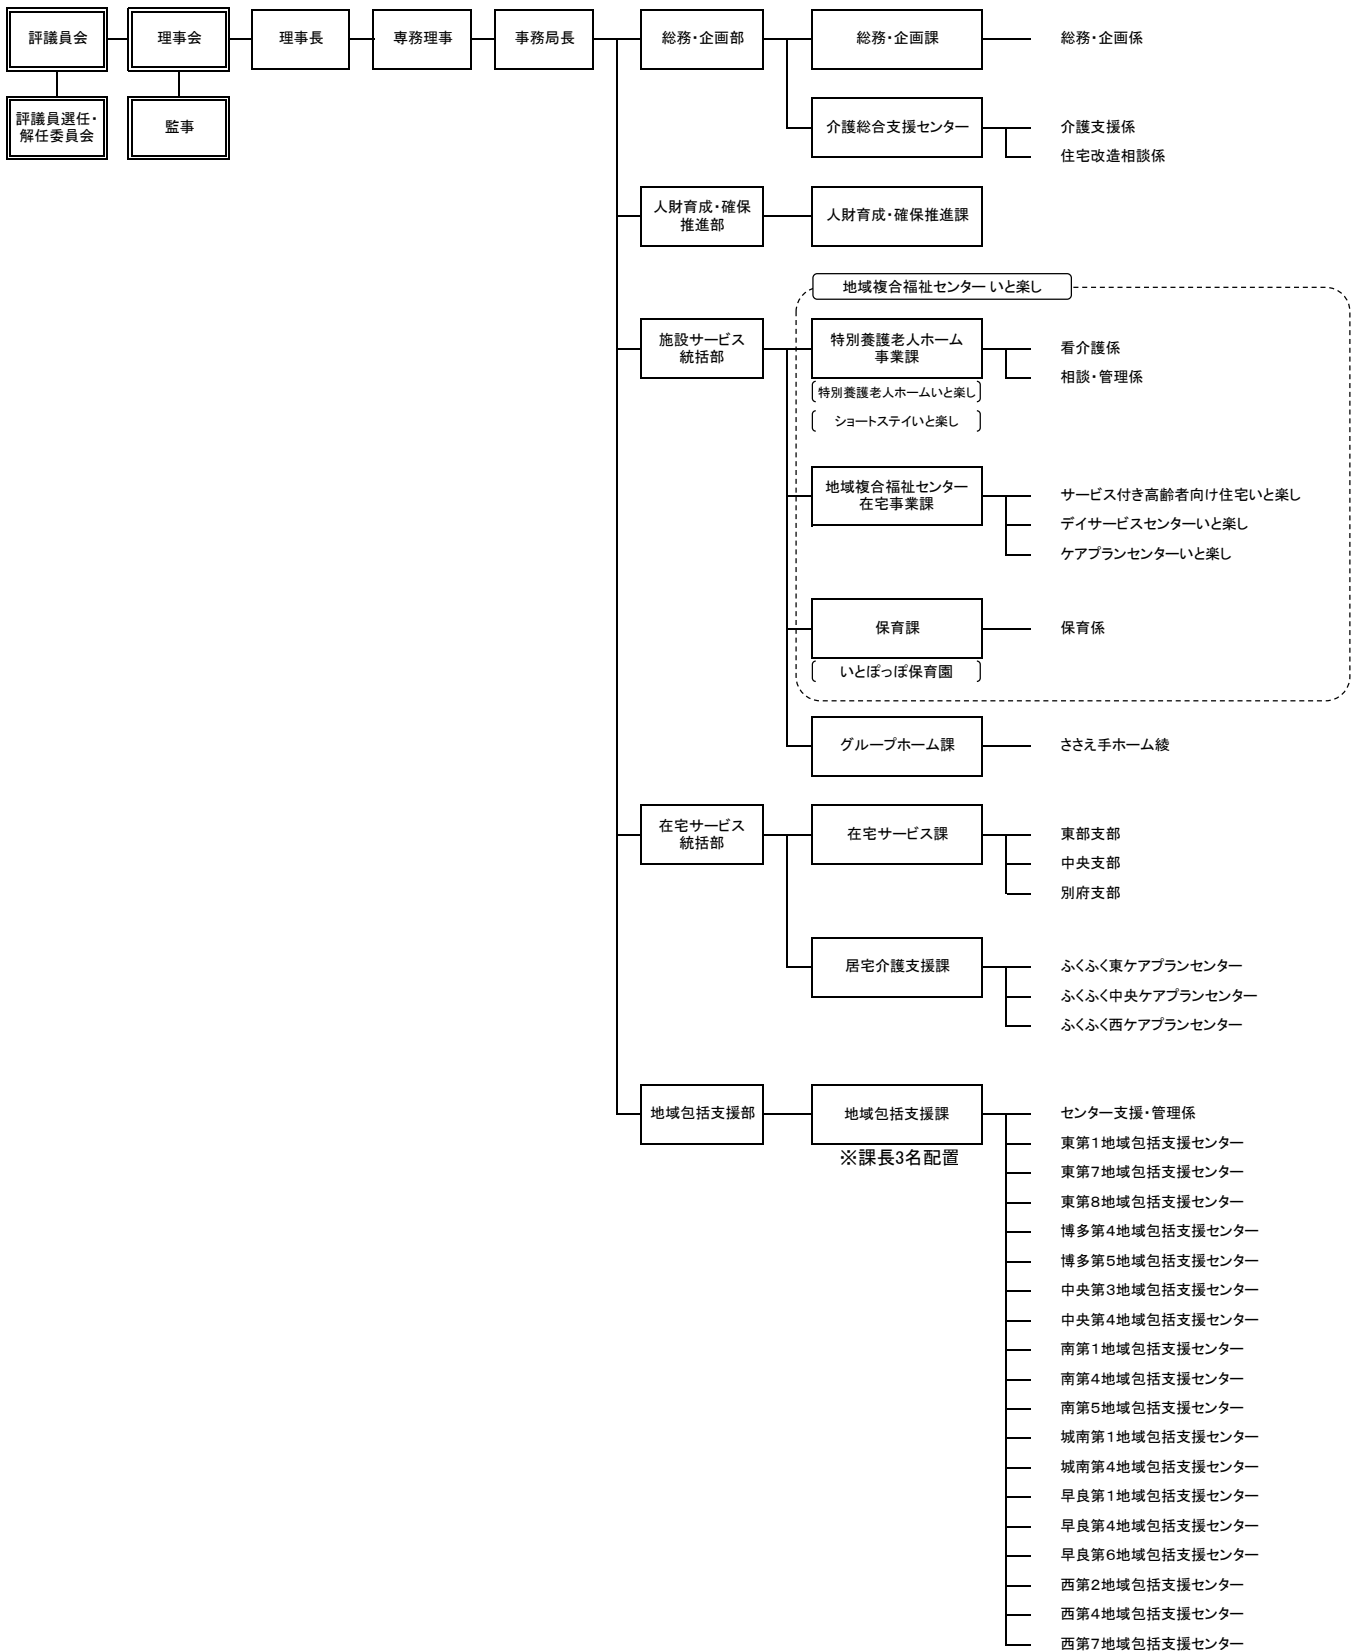 評議員会
理事会
理事長
専務理事
事務局長
総務・企画部
総務・企画課
総務・企画係
評議員選任・
解任委員会
監事
介護総合支援センター
介護支援係
住宅改造相談係
人財育成・確保
推進部
人財育成・確保推進課
地域複合福祉センター いと楽し
施設サービス
統括部
特別養護老人ホーム
事業課
看介護係
相談・管理係
特別養護老人ホームいと楽し
ショートステイいと楽し
地域複合福祉センター
在宅事業課
サービス付き高齢者向け住宅いと楽し
デイサービスセンターいと楽し
ケアプランセンターいと楽し
保育課
保育係
いとぽっぽ保育園
グループホーム課
ささえ手ホーム綾
在宅サービス
統括部
在宅サービス課
東部支部
中央支部
別府支部
居宅介護支援課
ふくふく東ケアプランセンター
ふくふく中央ケアプランセンター
ふくふく西ケアプランセンター
地域包括支援部
地域包括支援課
※課長3名配置
センター支援・管理係
東第1地域包括支援センター
東第7地域包括支援センター
東第8地域包括支援センター
博多第4地域包括支援センター
博多第5地域包括支援センター
中央第3地域包括支援センター
中央第4地域包括支援センター
南第1地域包括支援センター
南第4地域包括支援センター
南第5地域包括支援センター
城南第1地域包括支援センター
城南第4地域包括支援センター
早良第1地域包括支援センター
早良第4地域包括支援センター
早良第6地域包括支援センター
西第2地域包括支援センター
西第4地域包括支援センター
西第7地域包括支援センター